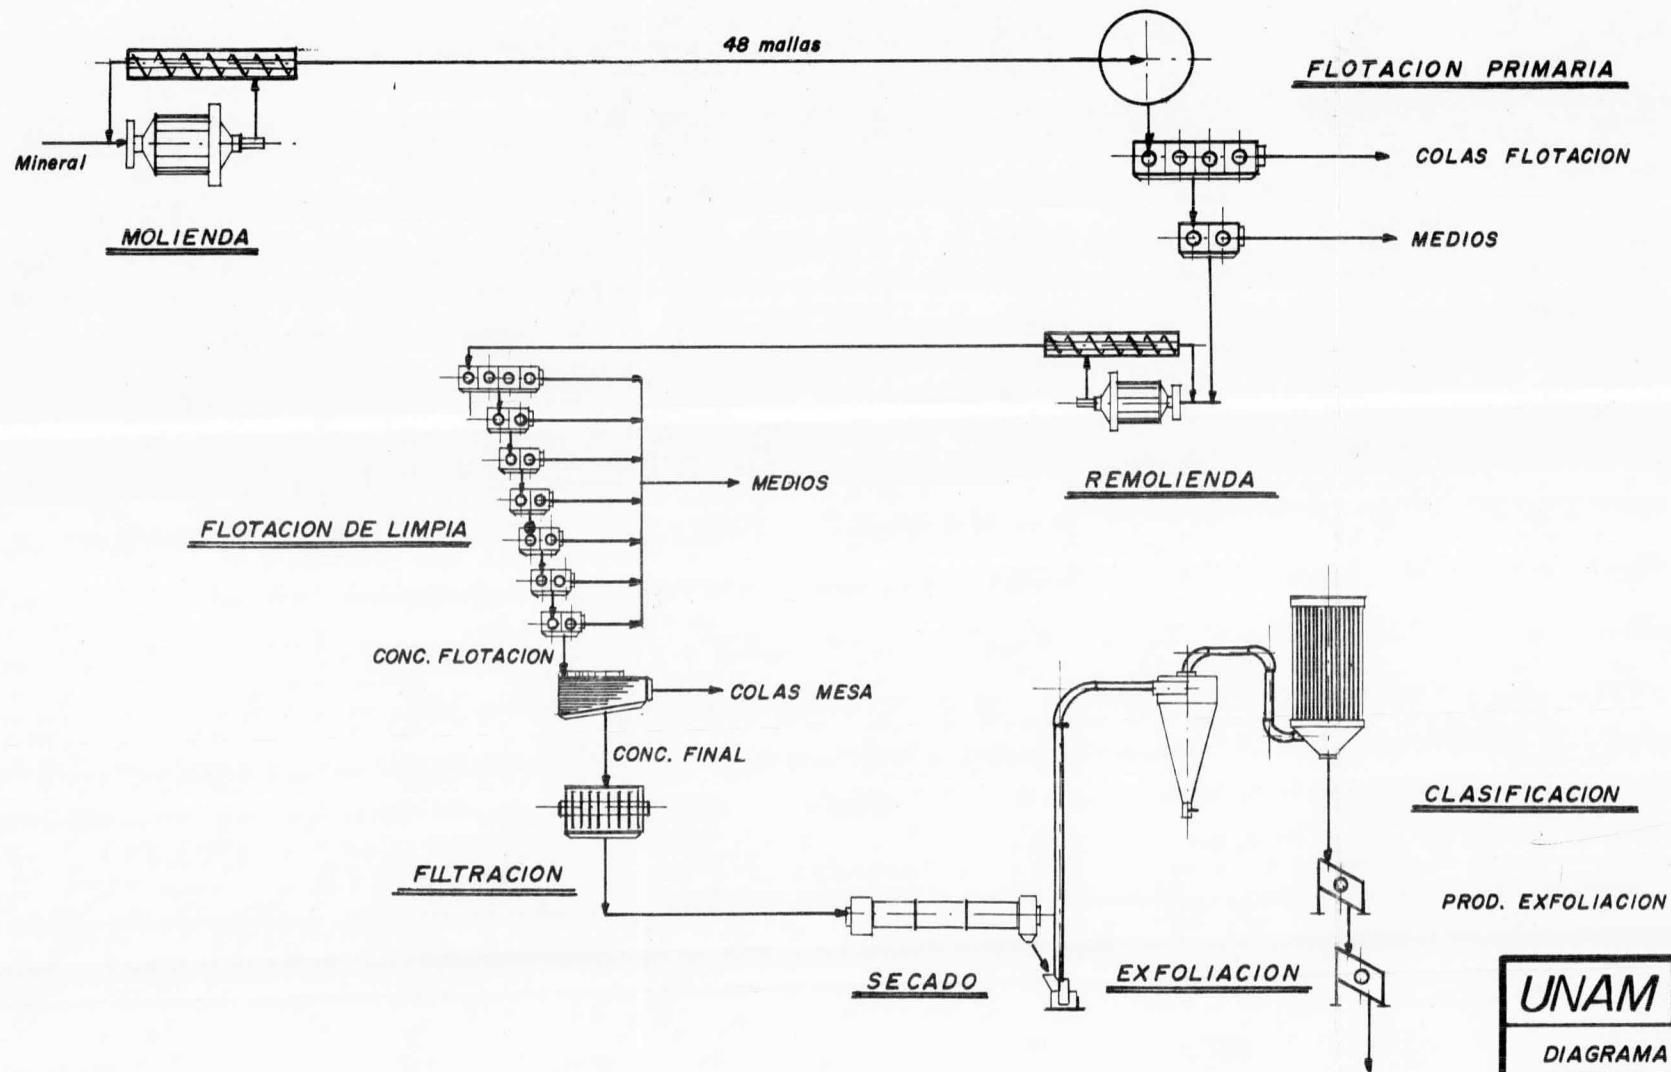 48 mallas
FLOTACION PRIMARIA
Mineral
COLAS FLOTACION
MOLIENDA
MEDIOS
REMOLIENDA
MEDIOS
FLOTACION DE LIMPIA
CONC. FLOTACION
COLAS MESA
CONC. FINAL
CLASIFICACION
FILTRACION
PROD. EXFOLIACION
SECADO
EXFOLIACION
UNAM
DIAGRAMA